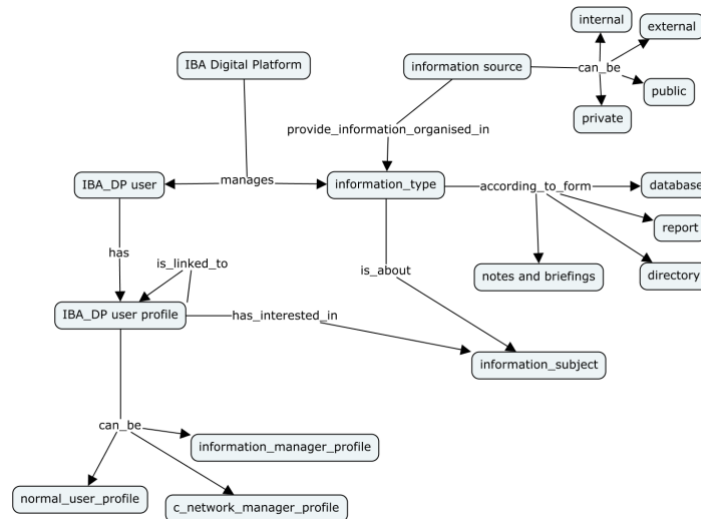 internal
external
IBA Digital Platform
information source
can_be
public
private
provide_information_organised_in
IBA_DP user
manages
information_type
according_to_form
database
report
has
is_linked_to
is_about
notes and briefings
directory
IBA_DP user profile
has_interested_in
information_subject
can_be
information_manager_profile
normal_user_profile
c_network_manager_profile